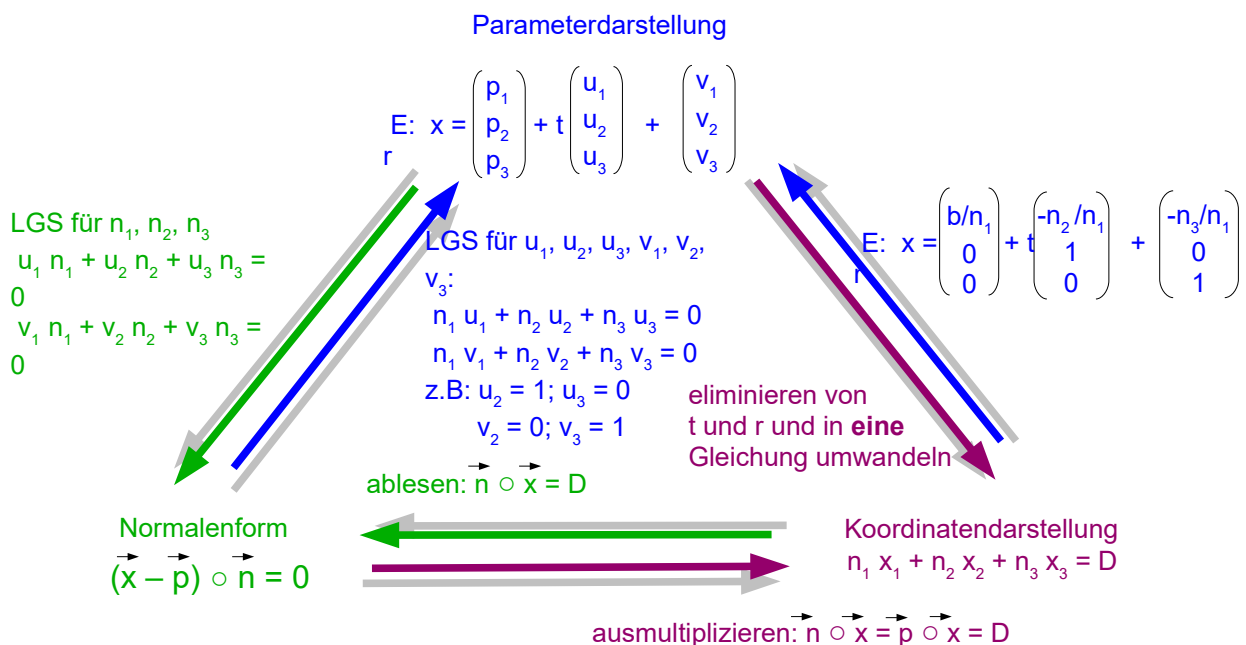 Parameterdarstellung
E: x = (p₁ p₂ p₃) + t (u₁ u₂ u₃) + (v₁ v₂ v₃)
r
LGS für n₁, n₂, n₃
u₁ n₁ + u₂ n₂ + u₃ n₃ =
0
v₁ n₁ + v₂ n₂ + v₃ n₃ =
0
LGS für u₁, u₂, u₃, v₁, v₂,
v₃:
n₁ u₁ + n₂ u₂ + n₃ u₃ = 0
n₁ v₁ + n₂ v₂ + n₃ v₃ = 0
z.B: u₂ = 1; u₃ = 0
v₂ = 0; v₃ = 1
E: x = (b/n₁ 0 0) + t (-n₂/n₁ 1 0) + (-n₃/n₁ 0 1)
r
eliminieren von
t und r und in eine
Gleichung umwandeln
ablesen: n⃗ ○ x⃗ = D
Normalenform
(x⃗ – p⃗) ○ n⃗ = 0
Koordinatendarstellung
n₁ x₁ + n₂ x₂ + n₃ x₃ = D
ausmultiplizieren: n⃗ ○ x⃗ = p⃗ ○ x⃗ = D